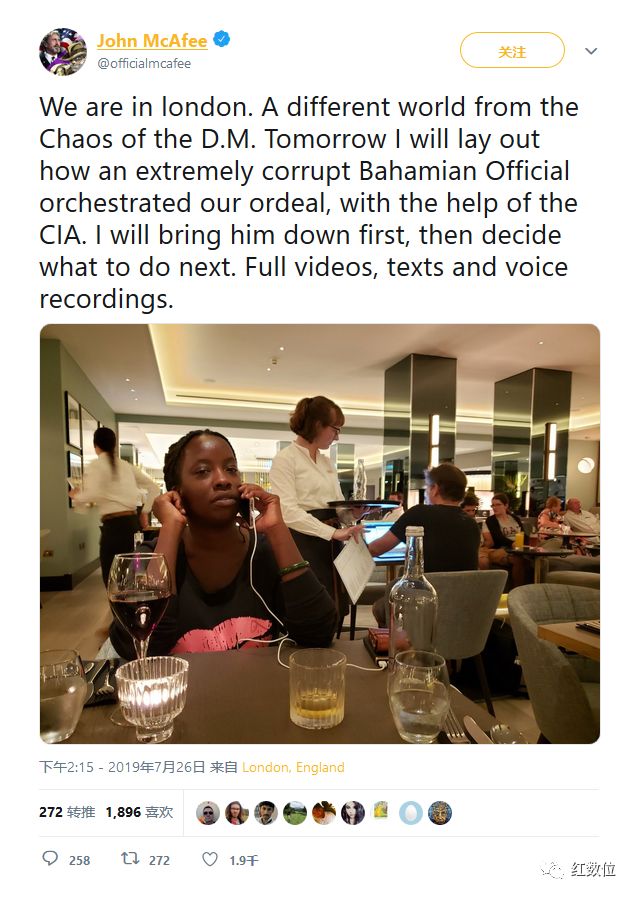 John McAfee
@officialmcafee
关注
We are in london. A different world from the
Chaos of the D.M. Tomorrow I will lay out
how an extremely corrupt Bahamian Official
orchestrated our ordeal, with the help of the
CIA. I will bring him down first, then decide
what to do next. Full videos, texts and voice
recordings.
下午2:15 - 2019年7月26日 来自 London, England
272 转推 1,896 喜欢
258 272 1.9千
红数位